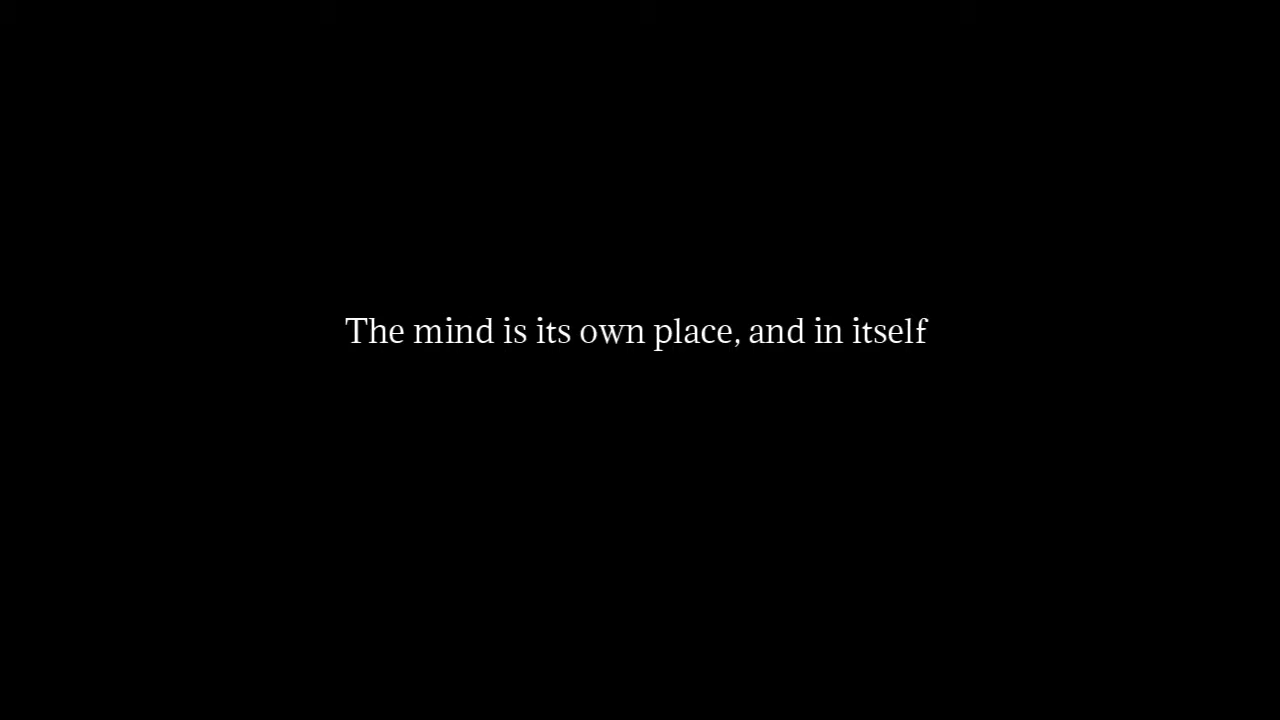 The mind is its own place, and in itself